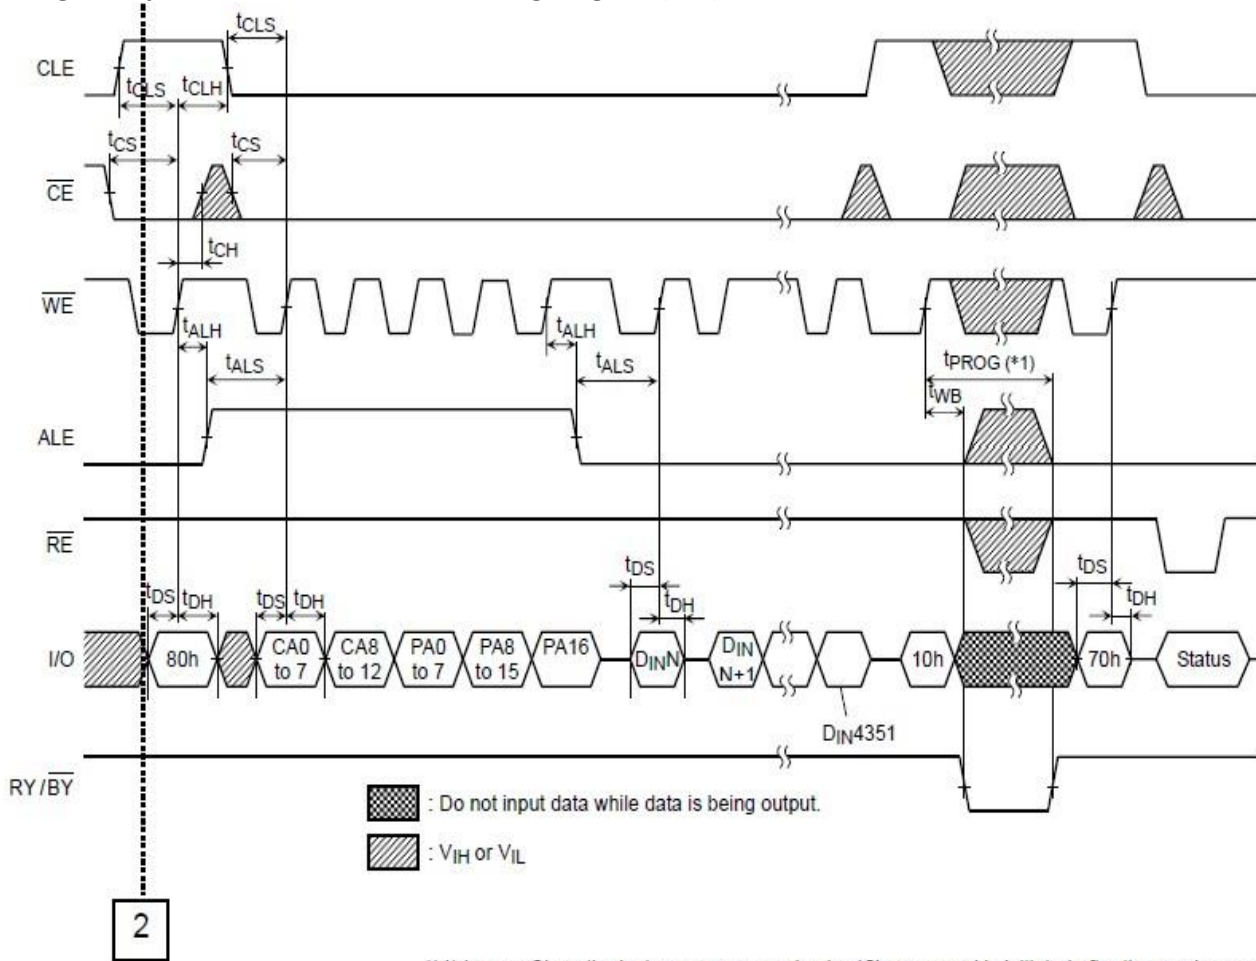 tCLS
CLE
tCLS tCLH
tCS tCS
CE
tCH
WE
tALH tALH
tALS tALS tPROG (*1)
tWB
ALE
RE
tDS tDH tDS tDH tDS tDH tDS tDH
I/O
80h
CA0 to 7
CA8 to 12
PA0 to 7
PA8 to 15
PA16
DINN
DIN N+1
10h
70h
Status
DIN4351
RY/BY
: Do not input data while data is being output.
: VIH or VIL
2